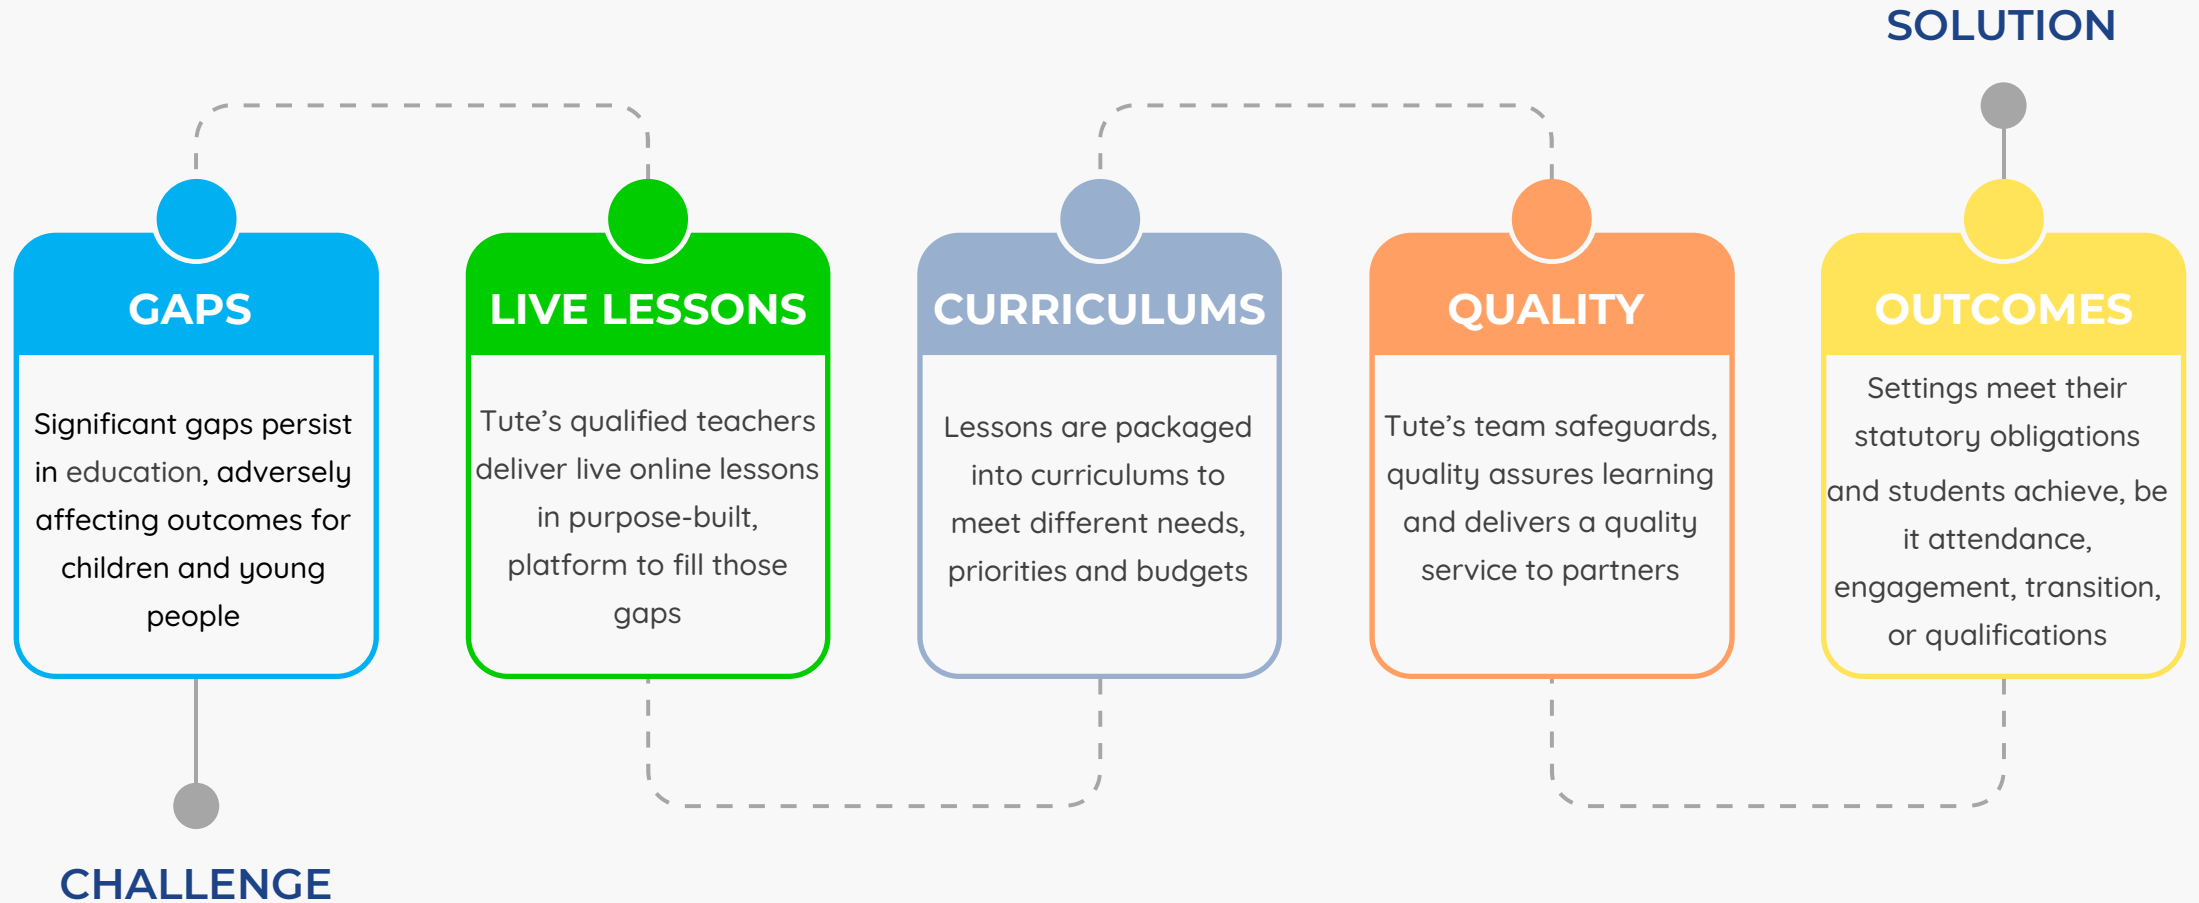 SOLUTION
GAPS
Significant gaps persist
in education, adversely
affecting outcomes for
children and young
people
LIVE LESSONS
Tute’s qualified teachers
deliver live online lessons
in purpose-built,
platform to fill those
gaps
CURRICULUMS
Lessons are packaged
into curriculums to
meet different needs,
priorities and budgets
QUALITY
Tute’s team safeguards,
quality assures learning
and delivers a quality
service to partners
OUTCOMES
Settings meet their
statutory obligations
and students achieve, be
it attendance,
engagement, transition,
or qualifications
CHALLENGE